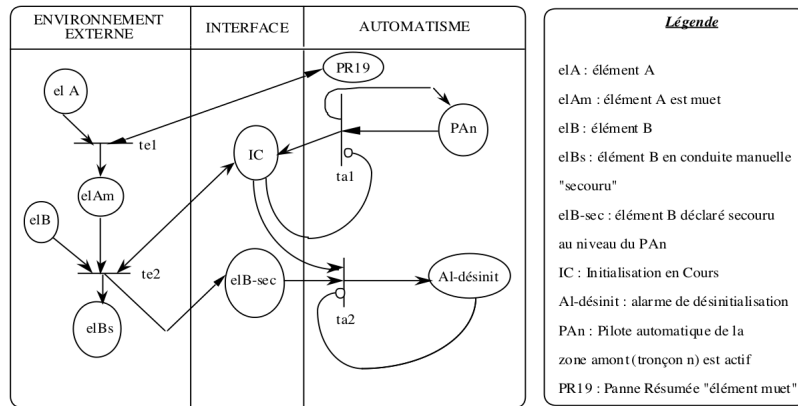 ENVIRONNEMENT
EXTERNE
INTERFACE
AUTOMATISME
PR19
el A
te1
PAn
IC
ta1
elAm
elB
te2
elB-sec
Al-désinit
ta2
elBs
Légende
elA : élément A
elAm : élément A est muet
elB : élément B
elBs : élément B en conduite manuelle
"secouru"
elB-sec : élément B déclaré secouru
au niveau du PAn
IC : Initialisation en Cours
Al-désinit : alarme de désinitialisation
PAn : Pilote automatique de la
zone amont (tronçon n) est actif
PR19 : Panne Résumée "élément muet"